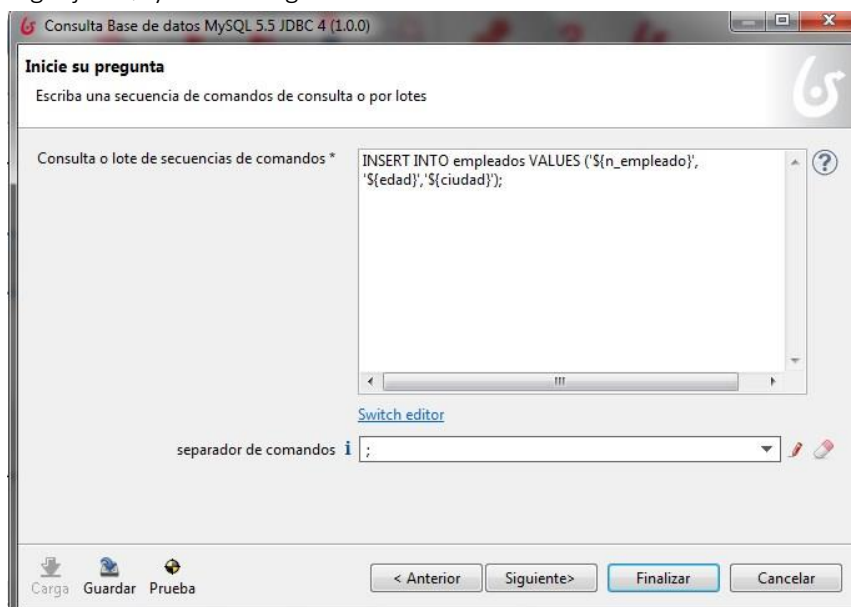 Consulta Base de datos MySQL 5.5 JDBC 4 (1.0.0)
Inicie su pregunta
Escriba una secuencia de comandos de consulta o por lotes
Consulta o lote de secuencias de comandos *
INSERT INTO empleados VALUES ('${n_empleado}',
'${edad}','${ciudad}');
Switch editor
separador de comandos i ;
Carga Guardar Prueba
< Anterior Siguiente> Finalizar Cancelar